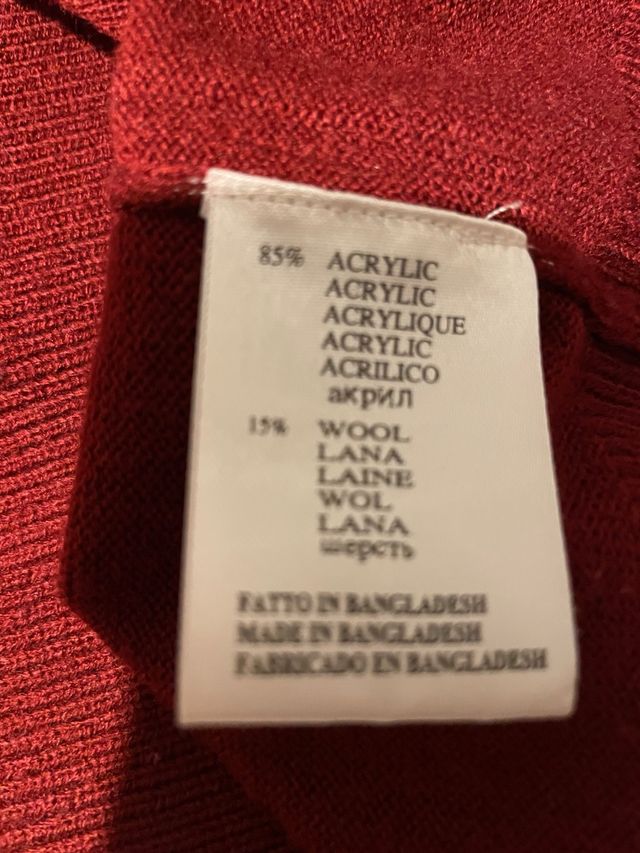 85% ACRYLIC
ACRYLIC
ACRYLIQUE
ACRYLIC
ACRILICO
акрил
15% WOOL
LANA
LAINE
WOL
LANA
шерсть
FATTO IN BANGLADESH
MADE IN BANGLADESH
FABRICADO EN BANGLADESH